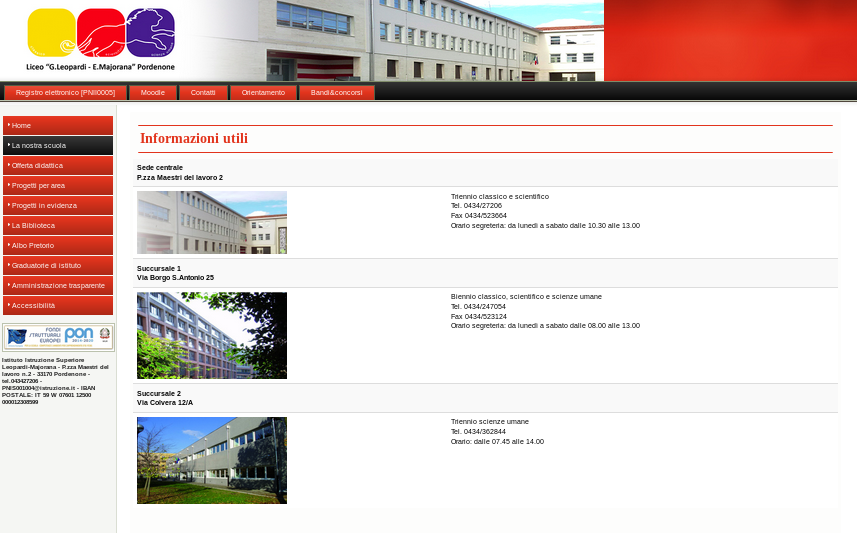 Liceo "G.Leopardi - E.Majorana" Pordenone
Registro elettronico [PNII0005] Moodle Contatti Orientamento Bandi&concorsi
Home
La nostra scuola
Offerta didattica
Progetti per area
Progetti in evidenza
La Biblioteca
Albo Pretorio
Graduatorie di istituto
Amministrazione trasparente
Accessibilità
FONDI
STRUTTURALI
EUROPEI
pon
2014-2020
Istituto Istruzione Superiore
Leopardi-Majorana - P.zza Maestri del
lavoro n.2 - 33170 Pordenone -
tel.043427206 -
PNIS001004@istruzione.it - IBAN
POSTALE: IT 59 W 07601 12500
000012308599
Informazioni utili
Sede centrale
P.zza Maestri del lavoro 2
Triennio classico e scientifico
Tel. 0434/27206
Fax 0434/523664
Orario segreteria: da lunedì a sabato dalle 10.30 alle 13.00
Succursale 1
Via Borgo S.Antonio 25
Biennio classico, scientifico e scienze umane
Tel. 0434/247054
Fax 0434/523124
Orario segreteria: da lunedì a sabato dalle 08.00 alle 13.00
Succursale 2
Via Colvera 12/A
Triennio scienze umane
Tel. 0434/362844
Orario: dalle 07.45 alle 14.00